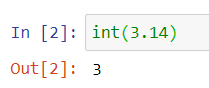 In [2]: int(3.14)
Out[2]: 3